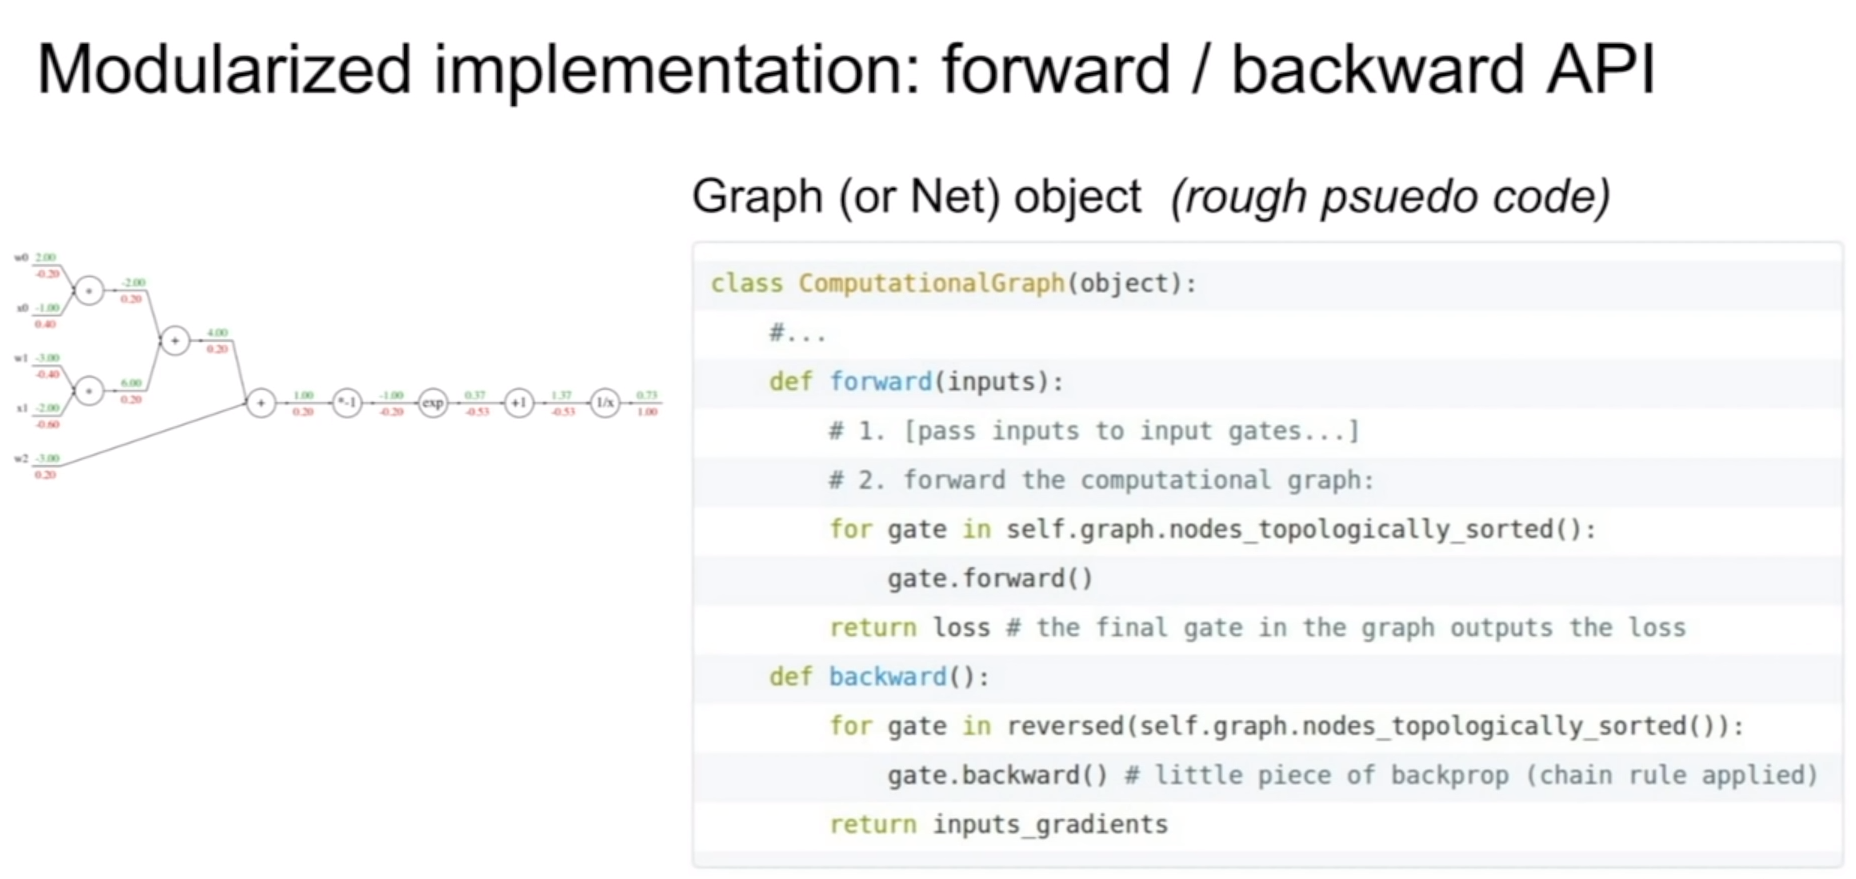 Modularized implementation: forward / backward API
Graph (or Net) object (rough psuedo code)
w0 2.00
-0.20
*
-2.00
0.20
x0 -1.00
0.40
+
4.00
0.20
w1 -3.00
-0.40
*
6.00
0.20
x1 -2.00
-0.60
+
1.00
0.20
*-1
-1.00
-0.20
exp
0.37
-0.53
+1
1.37
-0.53
1/x
0.73
1.00
w2 -3.00
0.20
class ComputationalGraph(object):
#...
def forward(inputs):
# 1. [pass inputs to input gates...]
# 2. forward the computational graph:
for gate in self.graph.nodes_topologically_sorted():
gate.forward()
return loss # the final gate in the graph outputs the loss
def backward():
for gate in reversed(self.graph.nodes_topologically_sorted()):
gate.backward() # little piece of backprop (chain rule applied)
return inputs_gradients